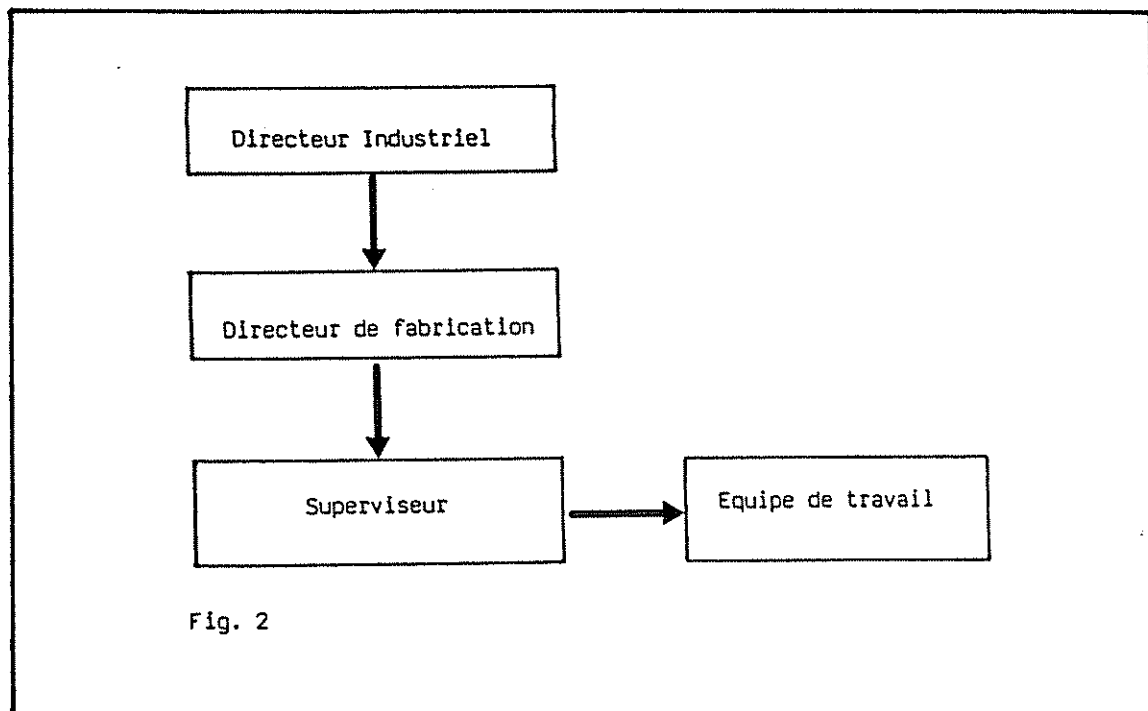 Directeur Industriel
Directeur de fabrication
Superviseur
Equipe de travail
Fig. 2